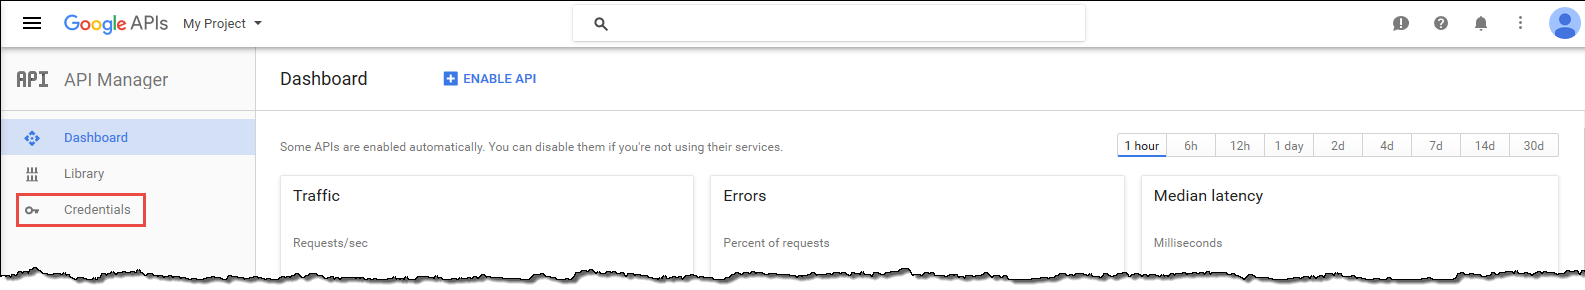 Google APIs My Project
API API Manager
Dashboard ENABLE API
Dashboard
Library
Credentials
Some APIs are enabled automatically. You can disable them if you're not using their services.
1 hour 6h 12h 1 day 2d 4d 7d 14d 30d
Traffic Errors Median latency
Requests/sec Percent of requests Milliseconds